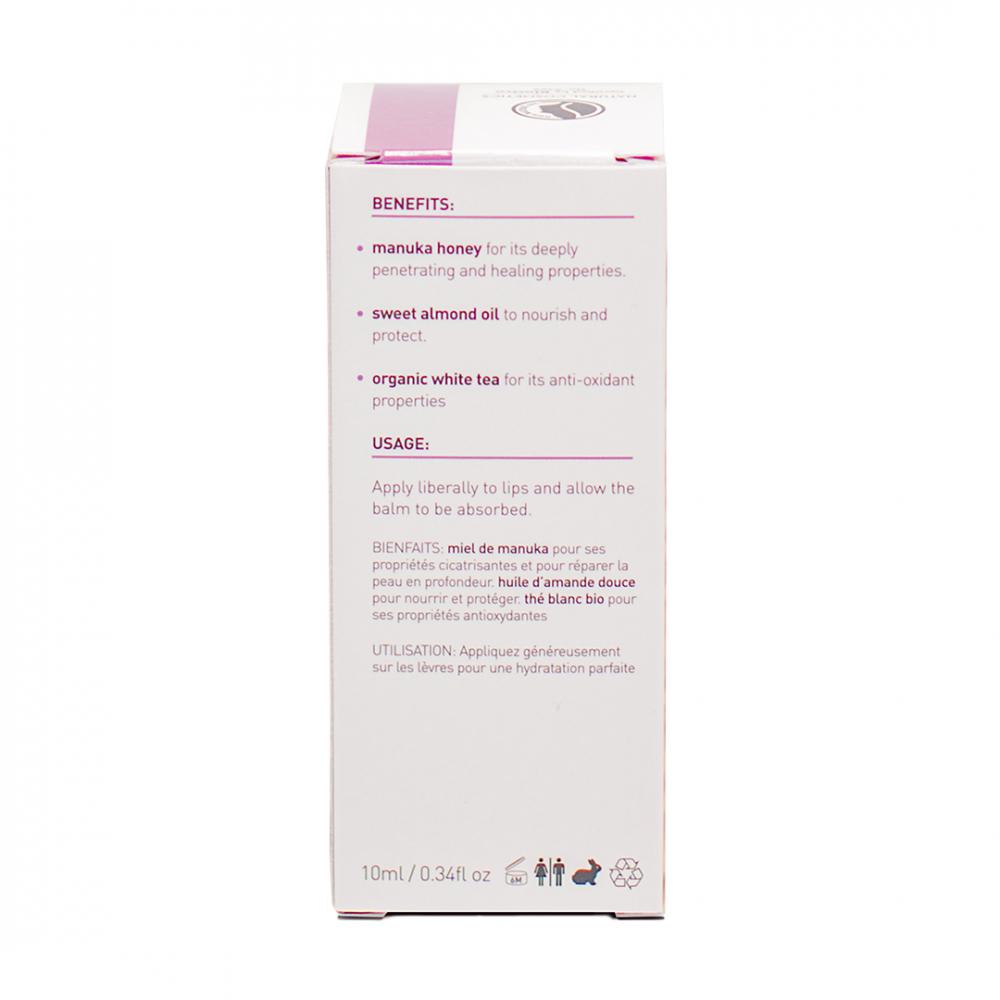 NATURAL COSMETICS
BENEFITS:
• manuka honey for its deeply
penetrating and healing properties.
• sweet almond oil to nourish and
protect.
• organic white tea for its anti-oxidant
properties
USAGE:
Apply liberally to lips and allow the
balm to be absorbed.
BIENFAITS: miel de manuka pour ses
propriétés cicatrisantes et pour réparer la
peau en profondeur. huile d'amande douce
pour nourrir et protéger. thé blanc bio pour
ses propriétés antioxydantes
UTILISATION: Appliquez généreusement
sur les lèvres pour une hydratation parfaite
10ml / 0.34fl oz 6M